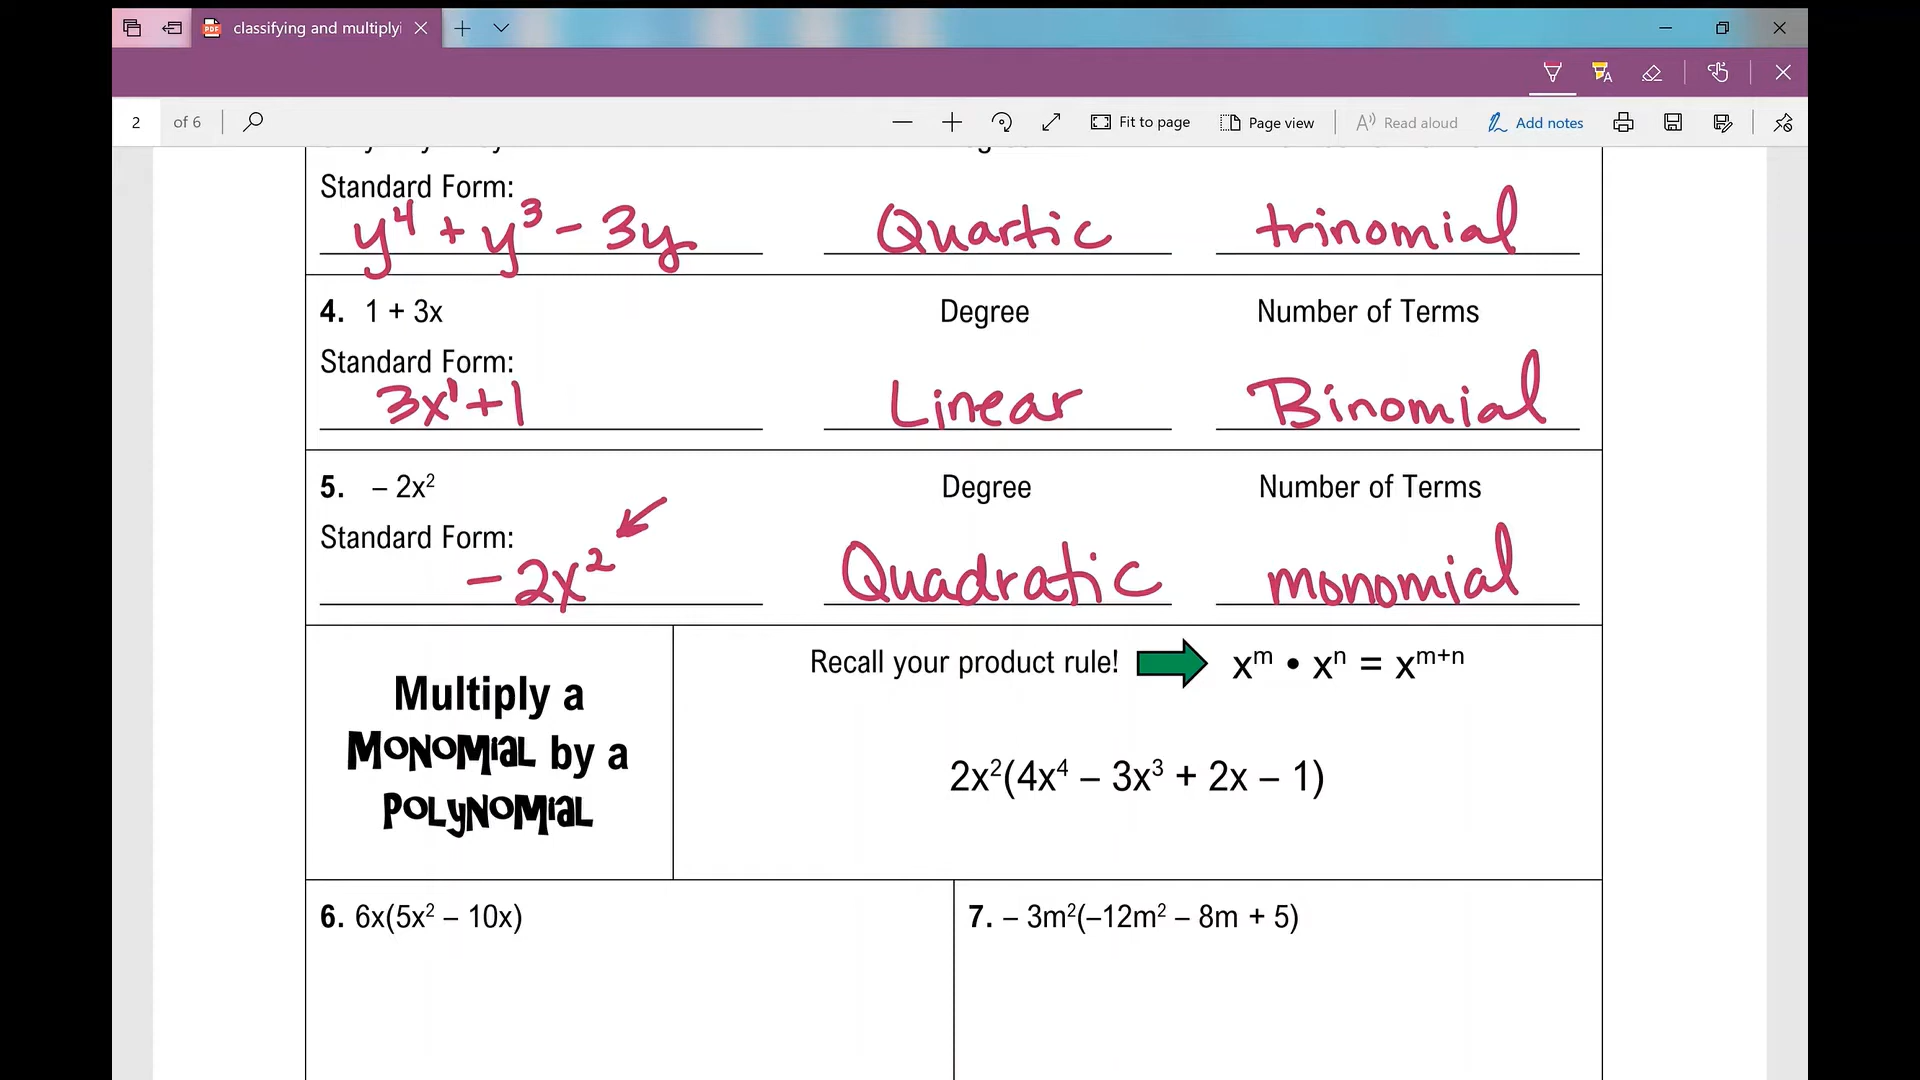 classifying and multiplyi
2 of 6 Fit to page Page view Read aloud Add notes
Standard Form:
y⁴ + y³ - 3y Quartic trinomial
4. 1 + 3x Degree Number of Terms
Standard Form:
3x¹+1 Linear Binomial
5. – 2x² Degree Number of Terms
Standard Form:
-2x² Quadratic monomial
Multiply a
Monomial by a
Polynomial
Recall your product rule! xᵐ • xⁿ = xᵐ⁺ⁿ
2x²(4x⁴ – 3x³ + 2x – 1)
6. 6x(5x² – 10x)
7. – 3m²(–12m² – 8m + 5)